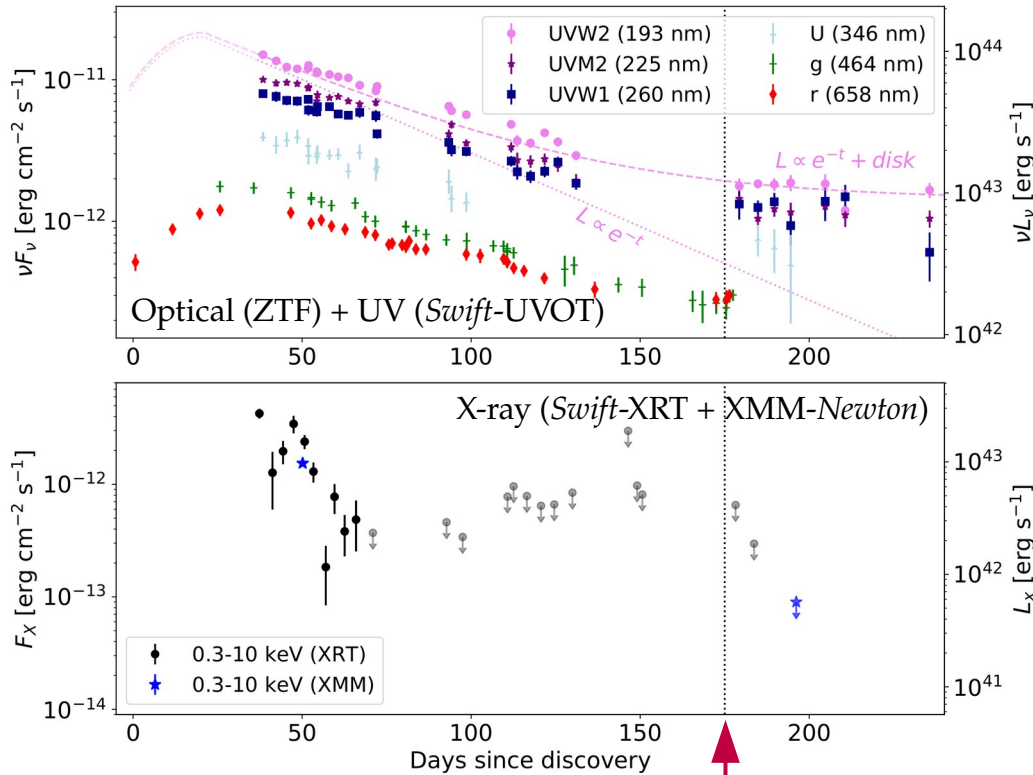 10⁻¹¹
10⁻¹²
νFν [erg cm⁻² s⁻¹]
UVW2 (193 nm)
UVM2 (225 nm)
UVW1 (260 nm)
U (346 nm)
g (464 nm)
r (658 nm)
L ∝ e⁻ᵗ + disk
L ∝ e⁻ᵗ
Optical (ZTF) + UV (Swift-UVOT)
10⁴⁴
10⁴³
10⁴²
νLν [erg s⁻¹]
0 50 100 150 200
X-ray (Swift-XRT + XMM-Newton)
10⁻¹²
10⁻¹³
10⁻¹⁴
F_X [erg cm⁻² s⁻¹]
0.3-10 keV (XRT)
0.3-10 keV (XMM)
10⁴³
10⁴²
10⁴¹
L_x [erg s⁻¹]
0 50 100 150 200
Days since discovery